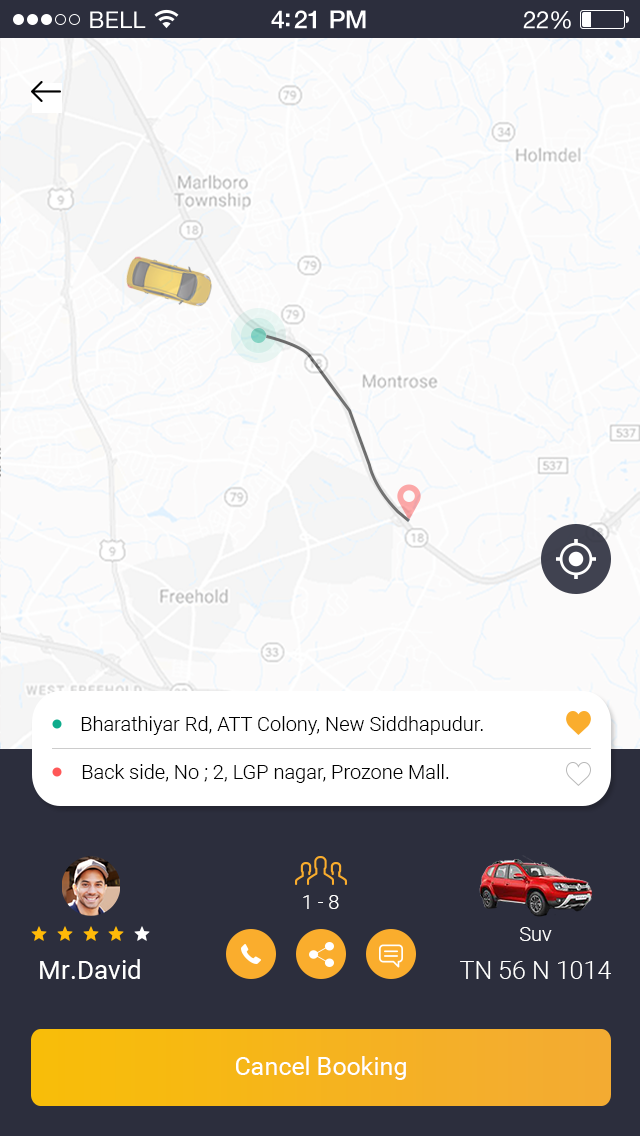 BELL 4:21 PM 22%
79
34
Holmdel
Marlboro
Township
9
18
79
79
18
Montrose
537
537
79
18
9
Freehold
33
WEST FREEHOLD
Bharathiyar Rd, ATT Colony, New Siddhapudur.
Back side, No ; 2, LGP nagar, Prozone Mall.
1 - 8
Suv
Mr.David
TN 56 N 1014
Cancel Booking